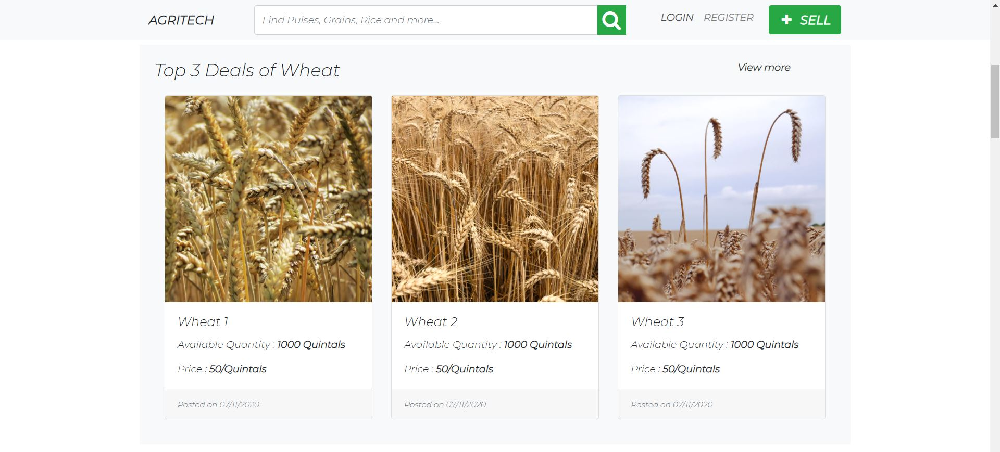 AGRITECH
Find Pulses, Grains, Rice and more...
LOGIN REGISTER
SELL
Top 3 Deals of Wheat
View more
Wheat 1
Available Quantity : 1000 Quintals
Price : 50/Quintals
Posted on 07/11/2020
Wheat 2
Available Quantity : 1000 Quintals
Price : 50/Quintals
Posted on 07/11/2020
Wheat 3
Available Quantity : 1000 Quintals
Price : 50/Quintals
Posted on 07/11/2020